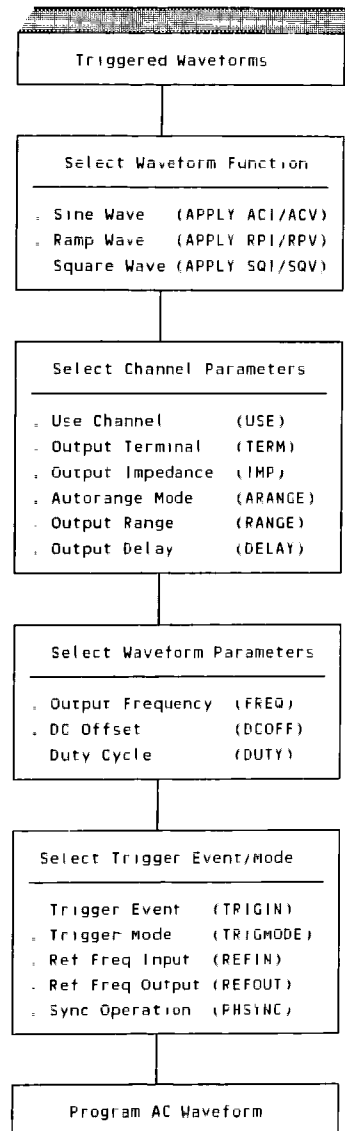 Triggered Waveforms
Select Waveform Function
. Sine Wave (APPLY ACI/ACV)
. Ramp Wave (APPLY RPI/RPV)
Square Wave (APPLY SQI/SQV)
Select Channel Parameters
. Use Channel (USE)
. Output Terminal (TERM)
. Output Impedance (IMP)
. Autorange Mode (ARANGE)
. Output Range (RANGE)
. Output Delay (DELAY)
Select Waveform Parameters
. Output Frequency (FREQ)
. DC Offset (DCOFF)
Duty Cycle (DUTY)
Select Trigger Event/Mode
Trigger Event (TRIGIN)
. Trigger Mode (TRIGMODE)
. Ref Freq Input (REFIN)
. Ref Freq Output (REFOUT)
. Sync Operation (PHSYNC)
Program AC Waveform